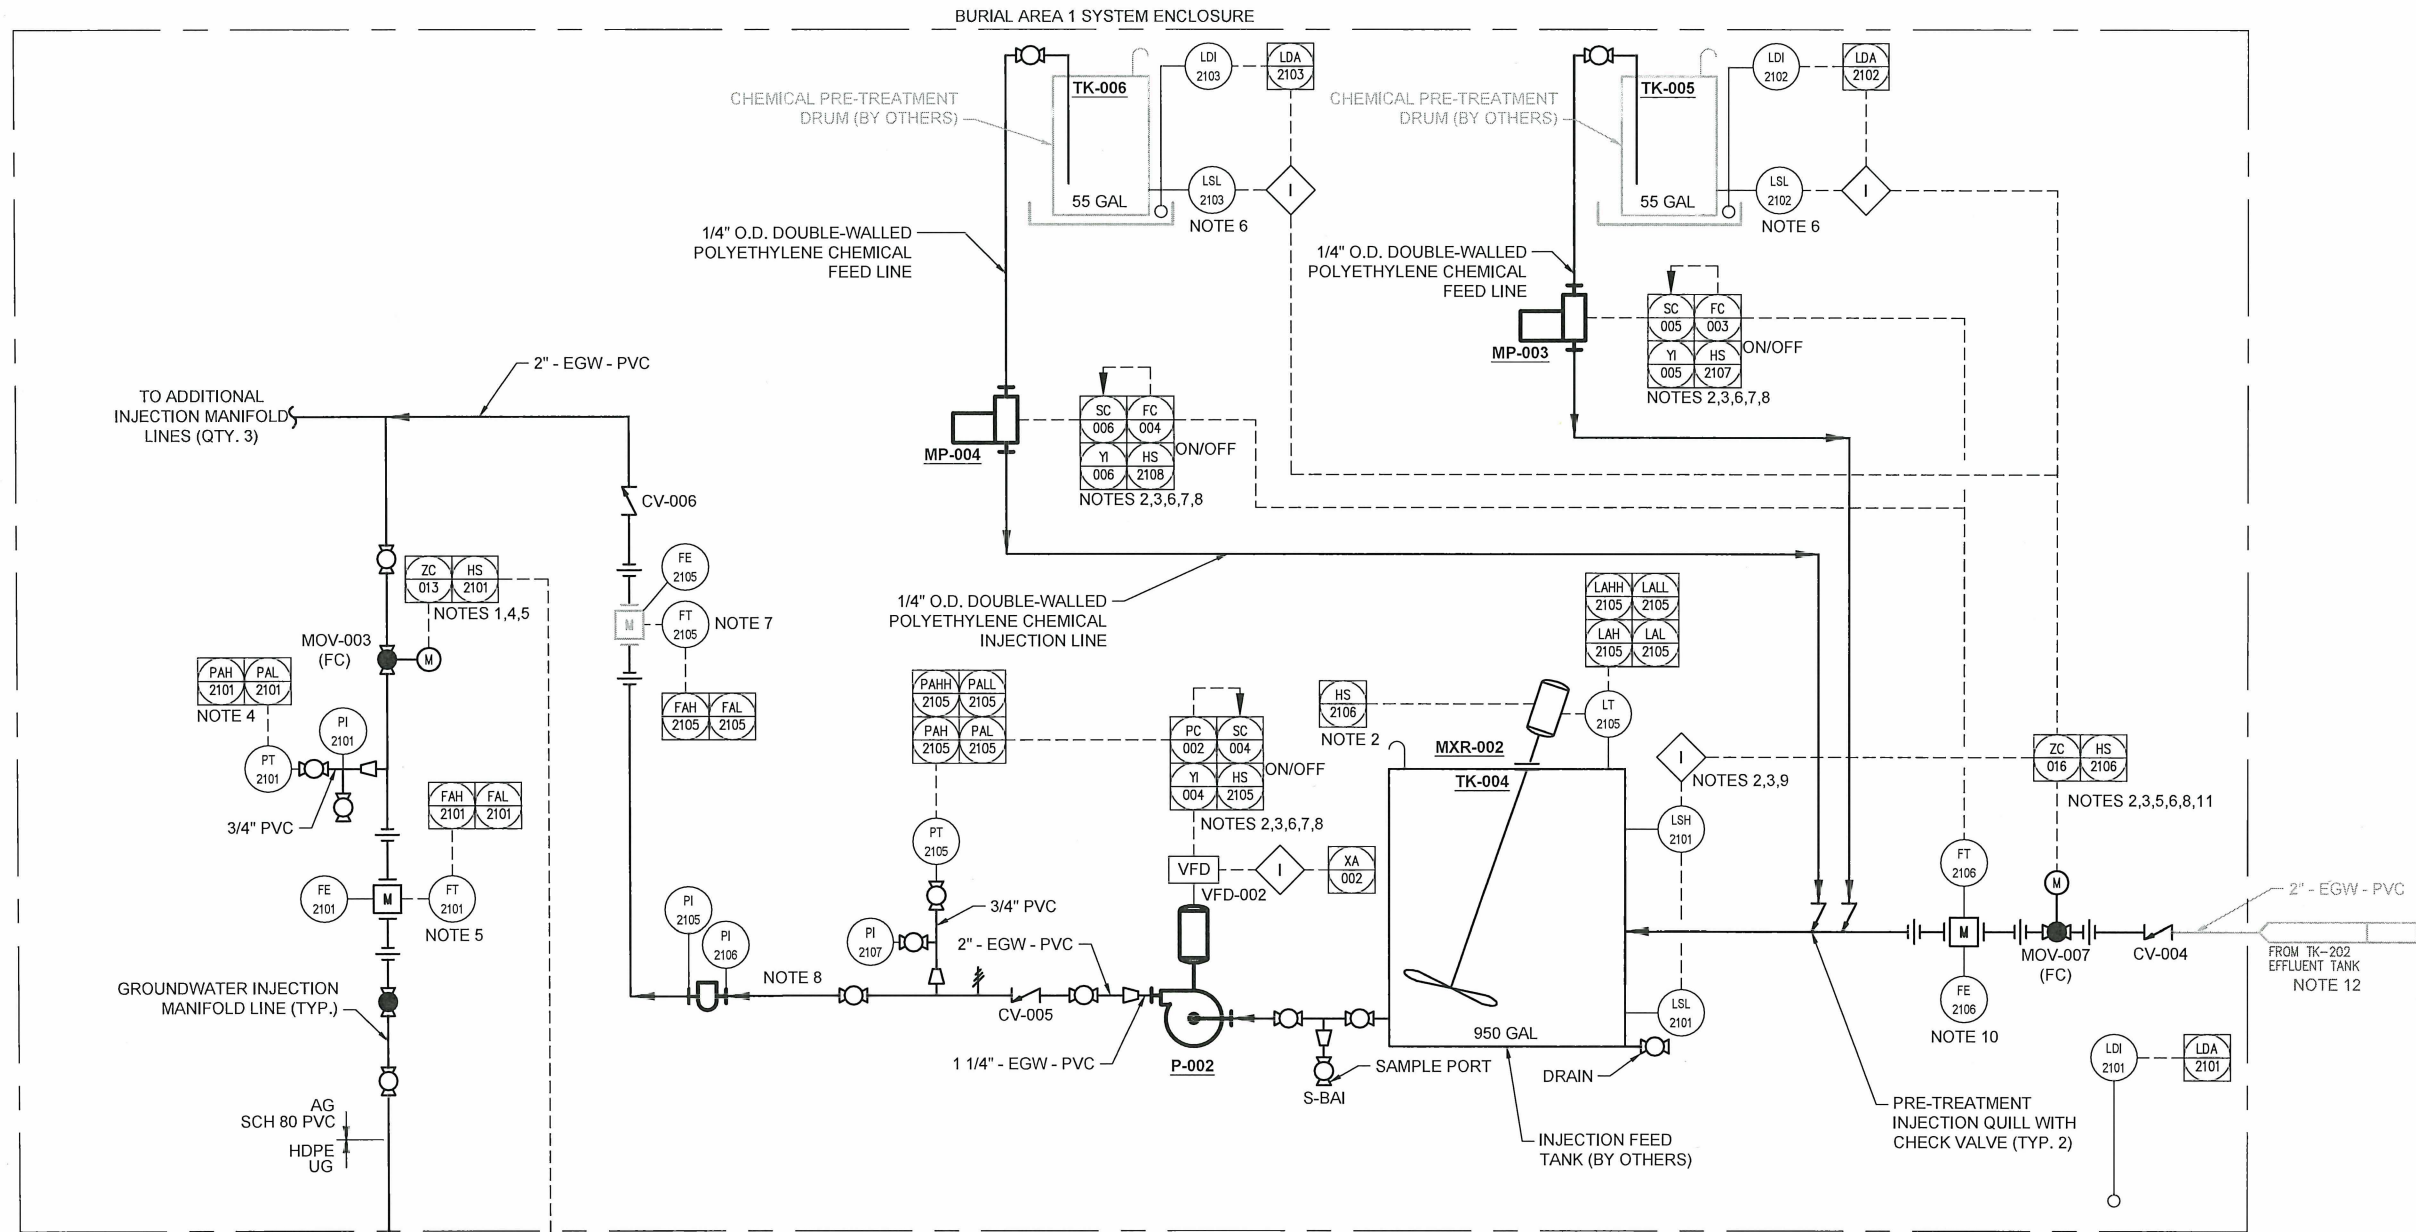 BURIAL AREA 1 SYSTEM ENCLOSURE
CHEMICAL PRE-TREATMENT
DRUM (BY OTHERS)
TK-006
55 GAL
LDI
2103
LDA
2103
LSL
2103
I
NOTE 6
CHEMICAL PRE-TREATMENT
DRUM (BY OTHERS)
TK-005
55 GAL
LDI
2102
LDA
2102
LSL
2102
I
NOTE 6
1/4" O.D. DOUBLE-WALLED
POLYETHYLENE CHEMICAL
FEED LINE
1/4" O.D. DOUBLE-WALLED
POLYETHYLENE CHEMICAL
FEED LINE
MP-003
SC
005
FC
003
YI
005
HS
2107
ON/OFF
NOTES 2,3,6,7,8
MP-004
SC
006
FC
004
YI
006
HS
2108
ON/OFF
NOTES 2,3,6,7,8
2" - EGW - PVC
TO ADDITIONAL
INJECTION MANIFOLD
LINES (QTY. 3)
CV-006
FE
2105
M
FT
2105
NOTE 7
FAH
2105
FAL
2105
ZC
013
HS
2101
NOTES 1,4,5
MOV-003
(FC)
M
PAH
2101
PAL
2101
NOTE 4
PI
2101
PT
2101
3/4" PVC
FAH
2101
FAL
2101
FE
2101
M
FT
2101
NOTE 5
GROUNDWATER INJECTION
MANIFOLD LINE (TYP.)
AG
SCH 80 PVC
HDPE
UG
1/4" O.D. DOUBLE-WALLED
POLYETHYLENE CHEMICAL
INJECTION LINE
PAHH
2105
PALL
2105
PAH
2105
PAL
2105
PT
2105
PC
002
SC
004
YI
004
HS
2105
ON/OFF
NOTES 2,3,6,7,8
VFD
VFD-002
I
XA
002
PI
2105
PI
2106
NOTE 8
PI
2107
3/4" PVC
2" - EGW - PVC
CV-005
1 1/4" - EGW - PVC
P-002
SAMPLE PORT
S-BAI
HS
2106
NOTE 2
LAHH
2105
LALL
2105
LAH
2105
LAL
2105
LT
2105
MXR-002
TK-004
950 GAL
DRAIN
INJECTION FEED
TANK (BY OTHERS)
I
NOTES 2,3,9
LSH
2101
LSL
2101
ZC
016
HS
2106
NOTES 2,3,5,6,8,11
FT
2106
M
FE
2106
NOTE 10
M
MOV-007
(FC)
CV-004
2" - EGW - PVC
FROM TK-202
EFFLUENT TANK
NOTE 12
PRE-TREATMENT
INJECTION QUILL WITH
CHECK VALVE (TYP. 2)
LDI
2101
LDA
2101